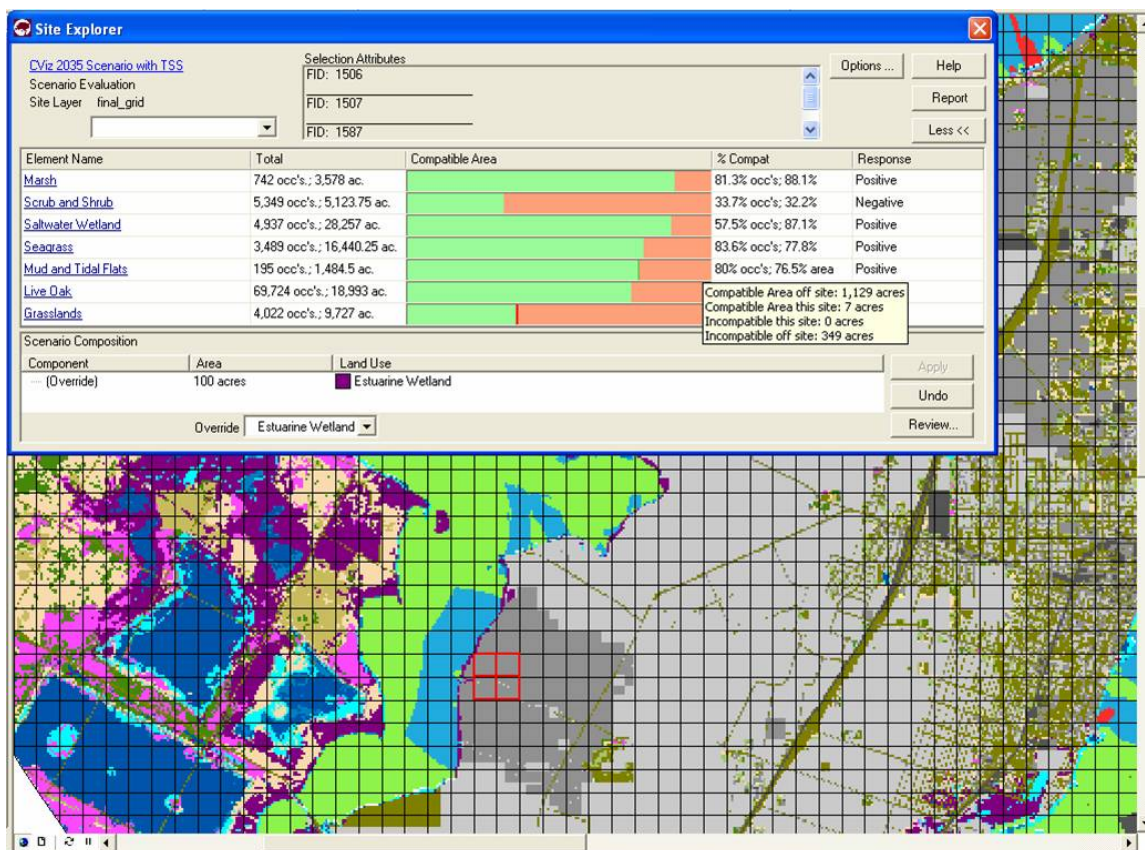 Site Explorer
CViz 2035 Scenario with TSS
Scenario Evaluation
Site Layer final_grid
Selection Attributes
FID: 1506
FID: 1507
FID: 1587
Options ...
Help
Report
Less <<
Element Name Total Compatible Area % Compat Response
Marsh 742 occ's.; 3,578 ac. 81.3% occ's; 88.1% Positive
Scrub and Shrub 5,349 occ's.; 5,123.75 ac. 33.7% occ's; 32.2% Negative
Saltwater Wetland 4,937 occ's.; 28,257 ac. 57.5% occ's; 87.1% Positive
Seagrass 3,489 occ's.; 16,440.25 ac. 83.6% occ's; 77.8% Positive
Mud and Tidal Flats 195 occ's.; 1,484.5 ac. 80% occ's; 76.5% area Positive
Live Oak 69,724 occ's.; 18,993 ac.
Grasslands 4,022 occ's.; 9,727 ac.
Compatible Area off site: 1,129 acres
Compatible Area this site: 7 acres
Incompatible this site: 0 acres
Incompatible off site: 349 acres
Scenario Composition
Component Area Land Use
(Override) 100 acres Estuarine Wetland
Apply
Undo
Review...
Override Estuarine Wetland